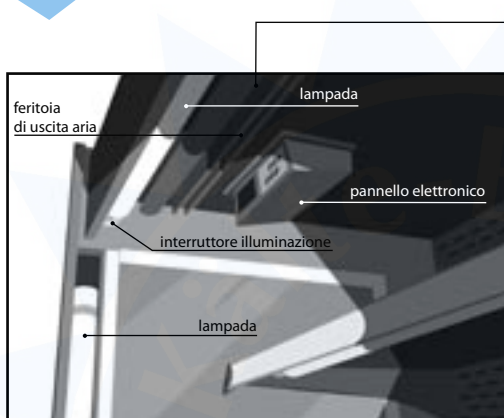 lampada
feritoia
di uscita aria
pannello elettronico
interruttore illuminazione
lampada